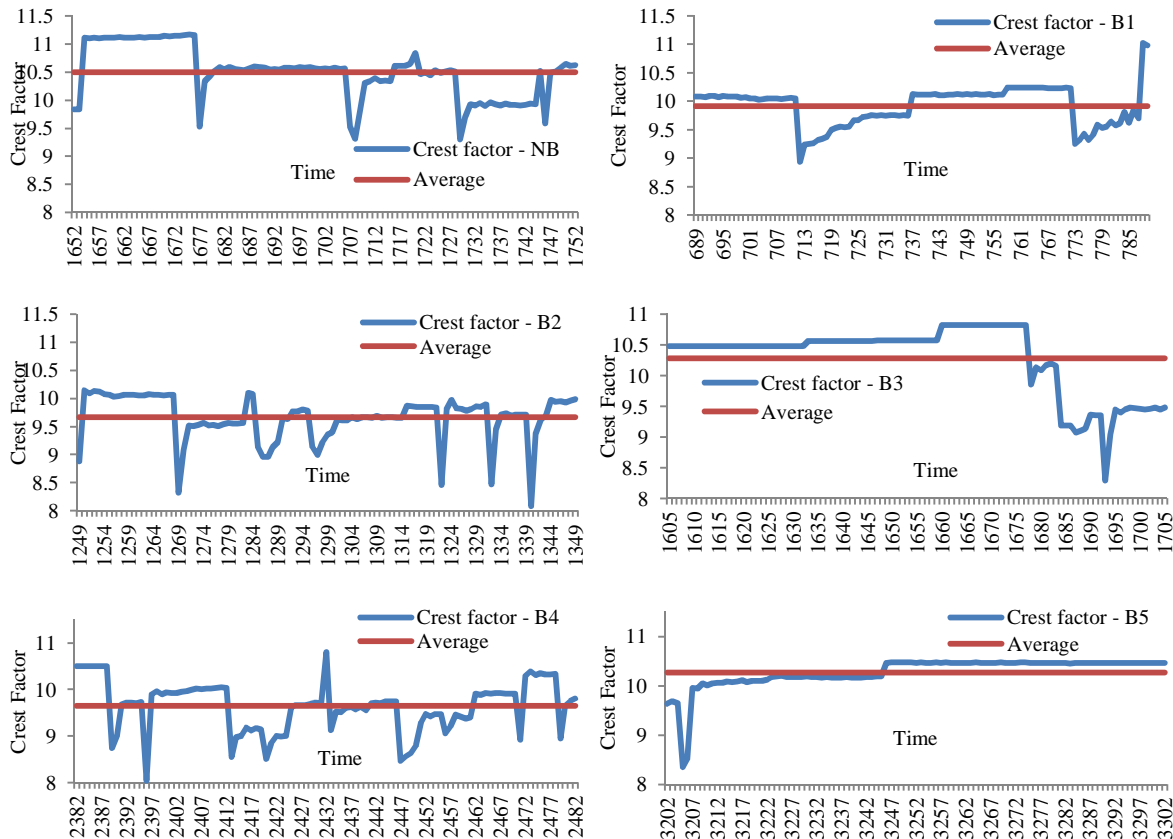 11.5
11
10.5
10
9.5
9
8.5
8
Crest Factor
Crest factor - NB
Average
Time
1652 1657 1662 1667 1672 1677 1682 1687 1692 1697 1702 1707 1712 1717 1722 1727 1732 1737 1742 1747 1752
11.5
11
10.5
10
9.5
9
8.5
8
Crest Factor
Crest factor - B1
Average
Time
689 695 701 707 713 719 725 731 737 743 749 755 761 767 773 779 785
11.5
11
10.5
10
9.5
9
8.5
8
Crest Factor
Crest factor - B2
Average
Time
1249 1254 1259 1264 1269 1274 1279 1284 1289 1294 1299 1304 1309 1314 1319 1324 1329 1334 1339 1344 1349
11.5
11
10.5
10
9.5
9
8.5
8
Crest Factor
Crest factor - B3
Average
Time
1605 1610 1615 1620 1625 1630 1635 1640 1645 1650 1655 1660 1665 1670 1675 1680 1685 1690 1695 1700 1705
11
10
9
8
Crest Factor
Crest factor - B4
Average
Time
2382 2387 2392 2397 2402 2407 2412 2417 2422 2427 2432 2437 2442 2447 2452 2457 2462 2467 2472 2477 2482
11
10
9
8
Crest Factor
Crest factor - B5
Average
Time
3202 3207 3212 3217 3222 3227 3232 3237 3242 3247 3252 3257 3262 3267 3272 3277 3282 3287 3292 3297 3302